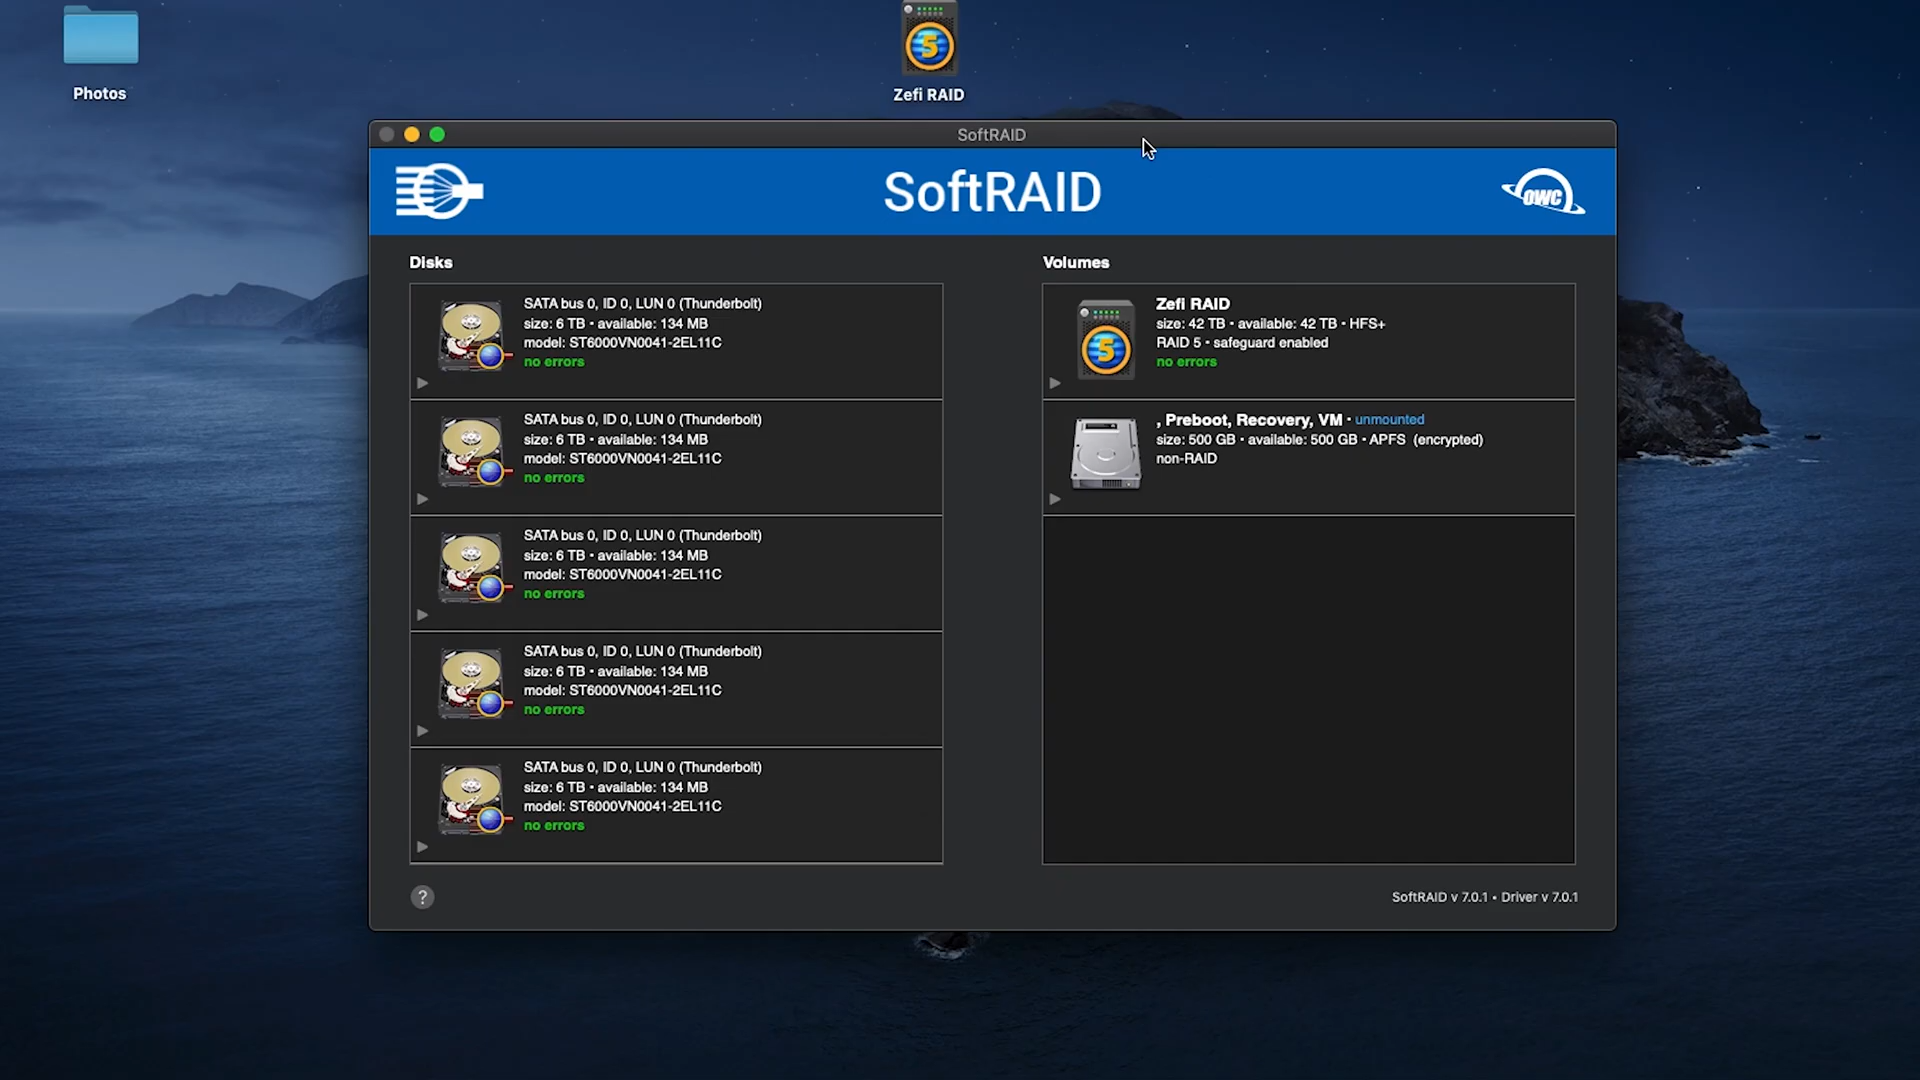 Photos
5
Zefi RAID
SoftRAID
SoftRAID
OWC
Disks
SATA bus 0, ID 0, LUN 0 (Thunderbolt)
size: 6 TB • available: 134 MB
model: ST6000VN0041-2EL11C
no errors
SATA bus 0, ID 0, LUN 0 (Thunderbolt)
size: 6 TB • available: 134 MB
model: ST6000VN0041-2EL11C
no errors
SATA bus 0, ID 0, LUN 0 (Thunderbolt)
size: 6 TB • available: 134 MB
model: ST6000VN0041-2EL11C
no errors
SATA bus 0, ID 0, LUN 0 (Thunderbolt)
size: 6 TB • available: 134 MB
model: ST6000VN0041-2EL11C
no errors
SATA bus 0, ID 0, LUN 0 (Thunderbolt)
size: 6 TB • available: 134 MB
model: ST6000VN0041-2EL11C
no errors
Volumes
5
Zefi RAID
size: 42 TB • available: 42 TB • HFS+
RAID 5 • safeguard enabled
no errors
, Preboot, Recovery, VM • unmounted
size: 500 GB • available: 500 GB • APFS (encrypted)
non-RAID
?
SoftRAID v 7.0.1 • Driver v 7.0.1